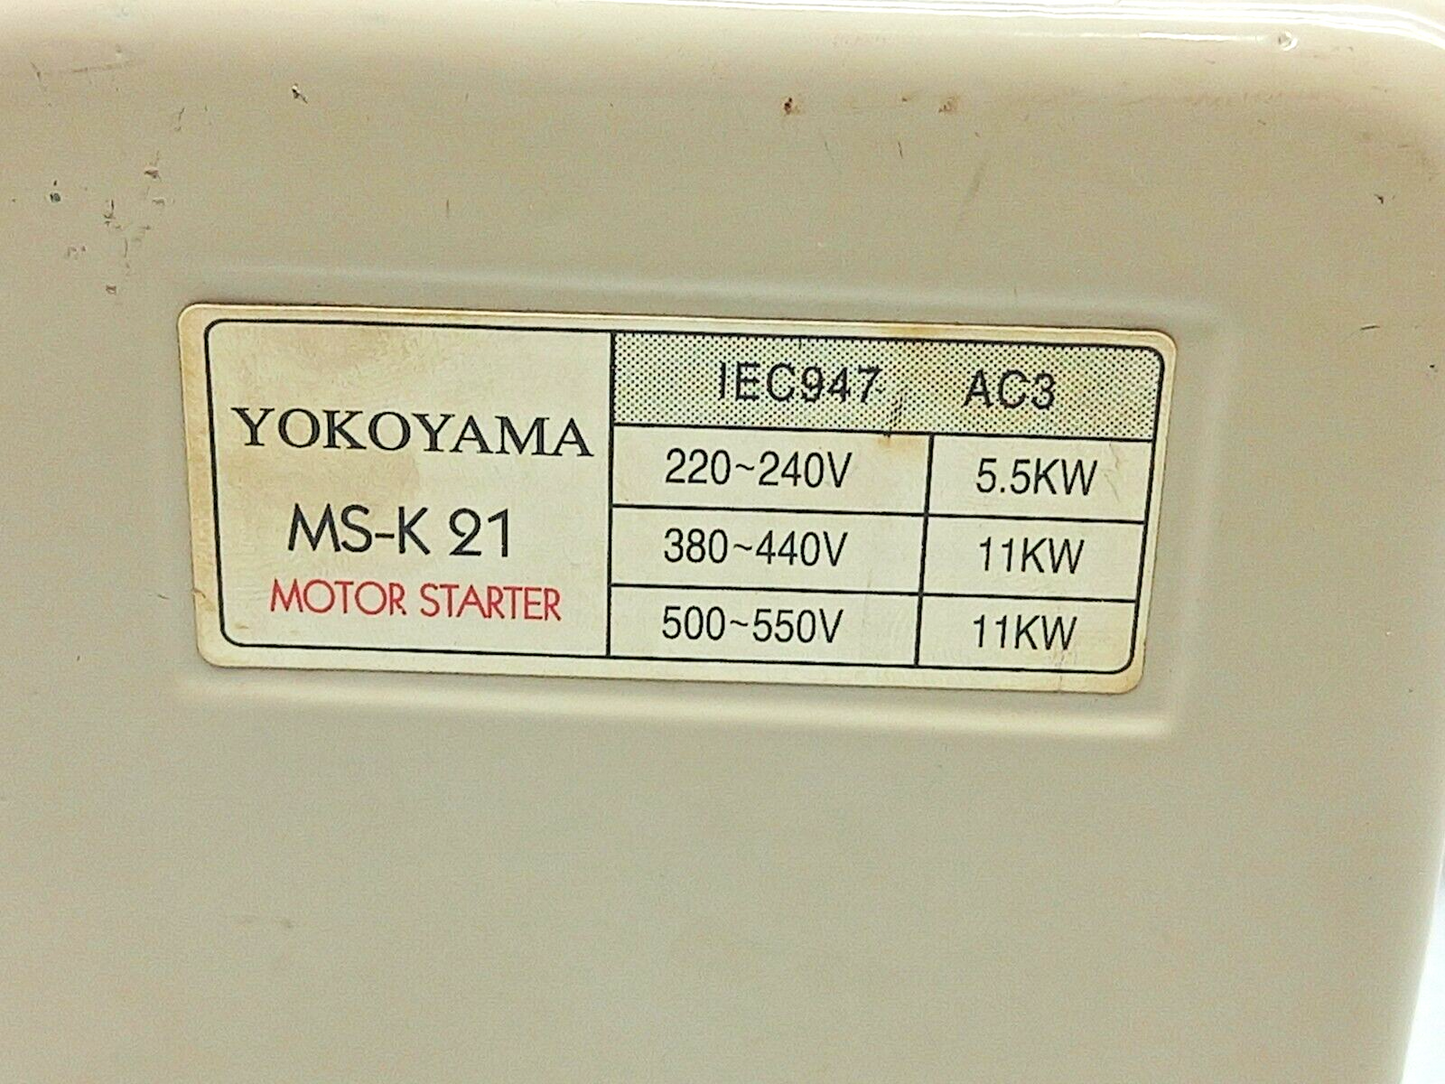 YOKOYAMA
MS-K 21
MOTOR STARTER
IEC947 AC3
220~240V 5.5KW
380~440V 11KW
500~550V 11KW